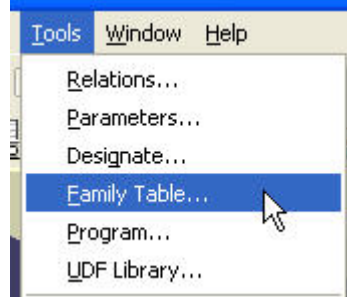 Tools Window Help
Relations...
Parameters...
Designate...
Family Table...
Program...
UDF Library...